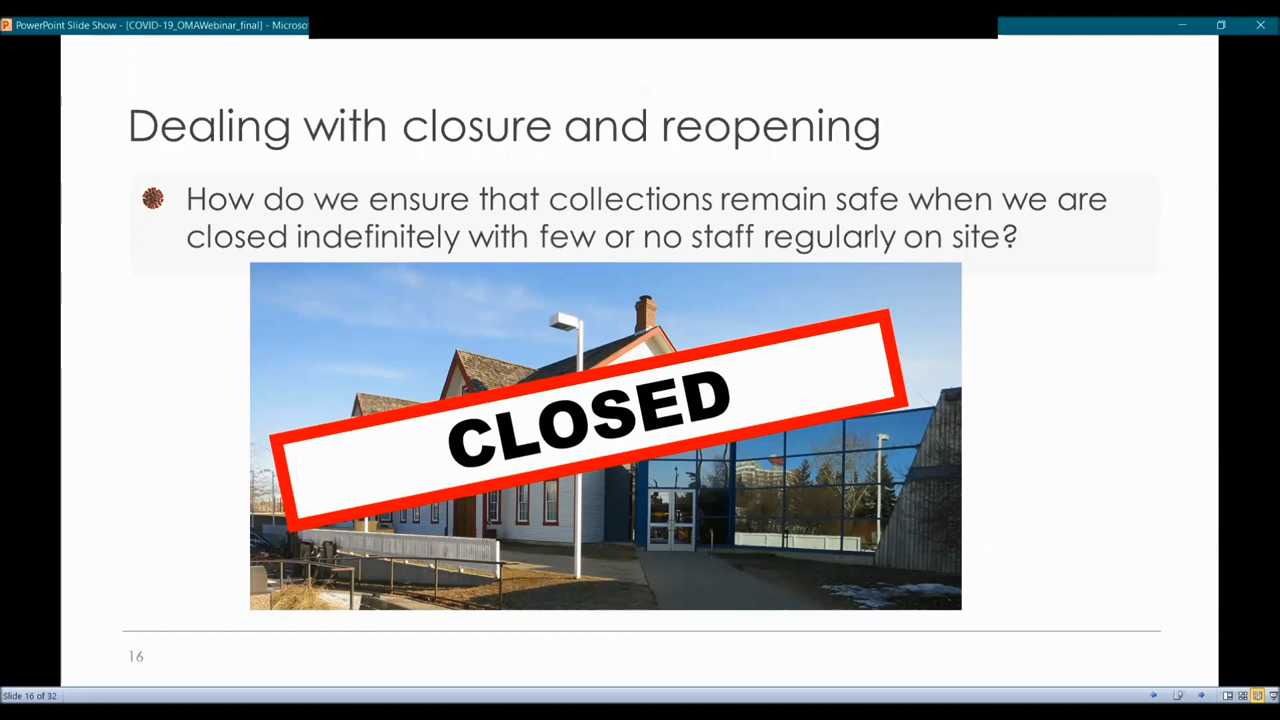 PowerPoint Slide Show - [COVID-19_OMAWebinar_final] - Microso
Dealing with closure and reopening
How do we ensure that collections remain safe when we are
closed indefinitely with few or no staff regularly on site?
CLOSED
16
Slide 16 of 32